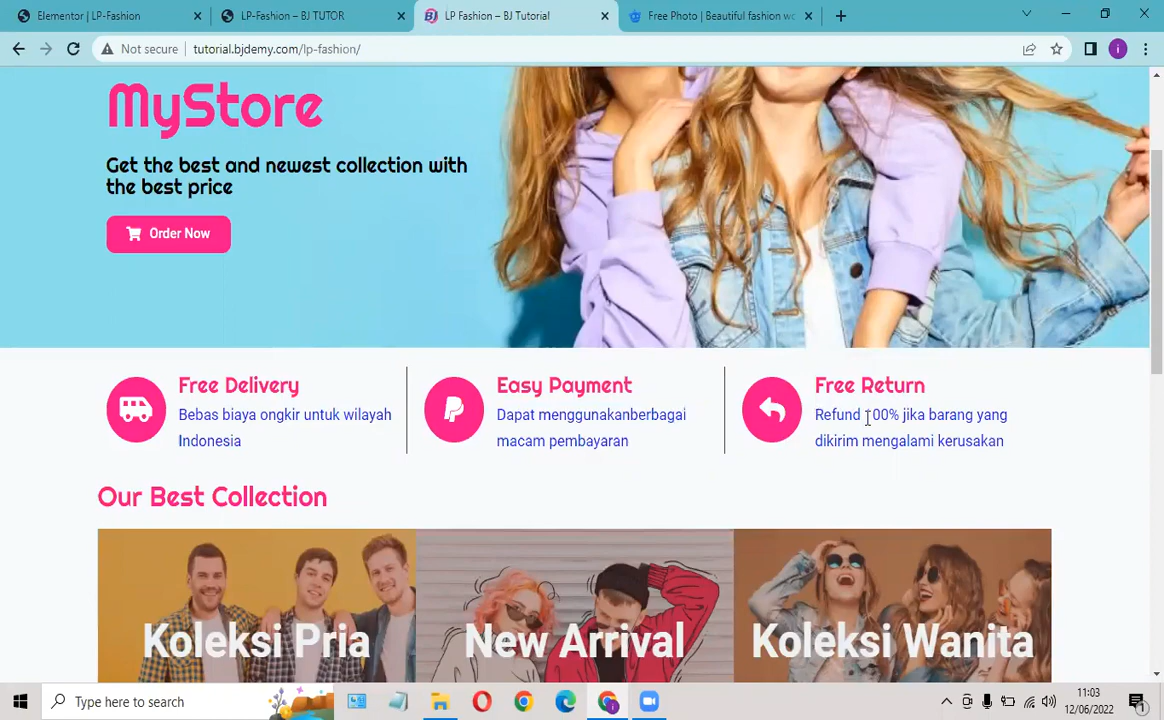 Elementor | LP-Fashion
LP-Fashion – BJ TUTOR
LP Fashion – BJ Tutorial
Free Photo | Beautiful fashion wo
Not secure
tutorial.bjdemy.com/lp-fashion/
i
MyStore
Get the best and newest collection with
the best price
Order Now
Free Delivery
Bebas biaya ongkir untuk wilayah
Indonesia
Easy Payment
Dapat menggunakanberbagai
macam pembayaran
Free Return
Refund 100% jika barang yang
dikirim mengalami kerusakan
Our Best Collection
Koleksi Pria
New Arrival
Koleksi Wanita
Type here to search
11:03
12/06/2022